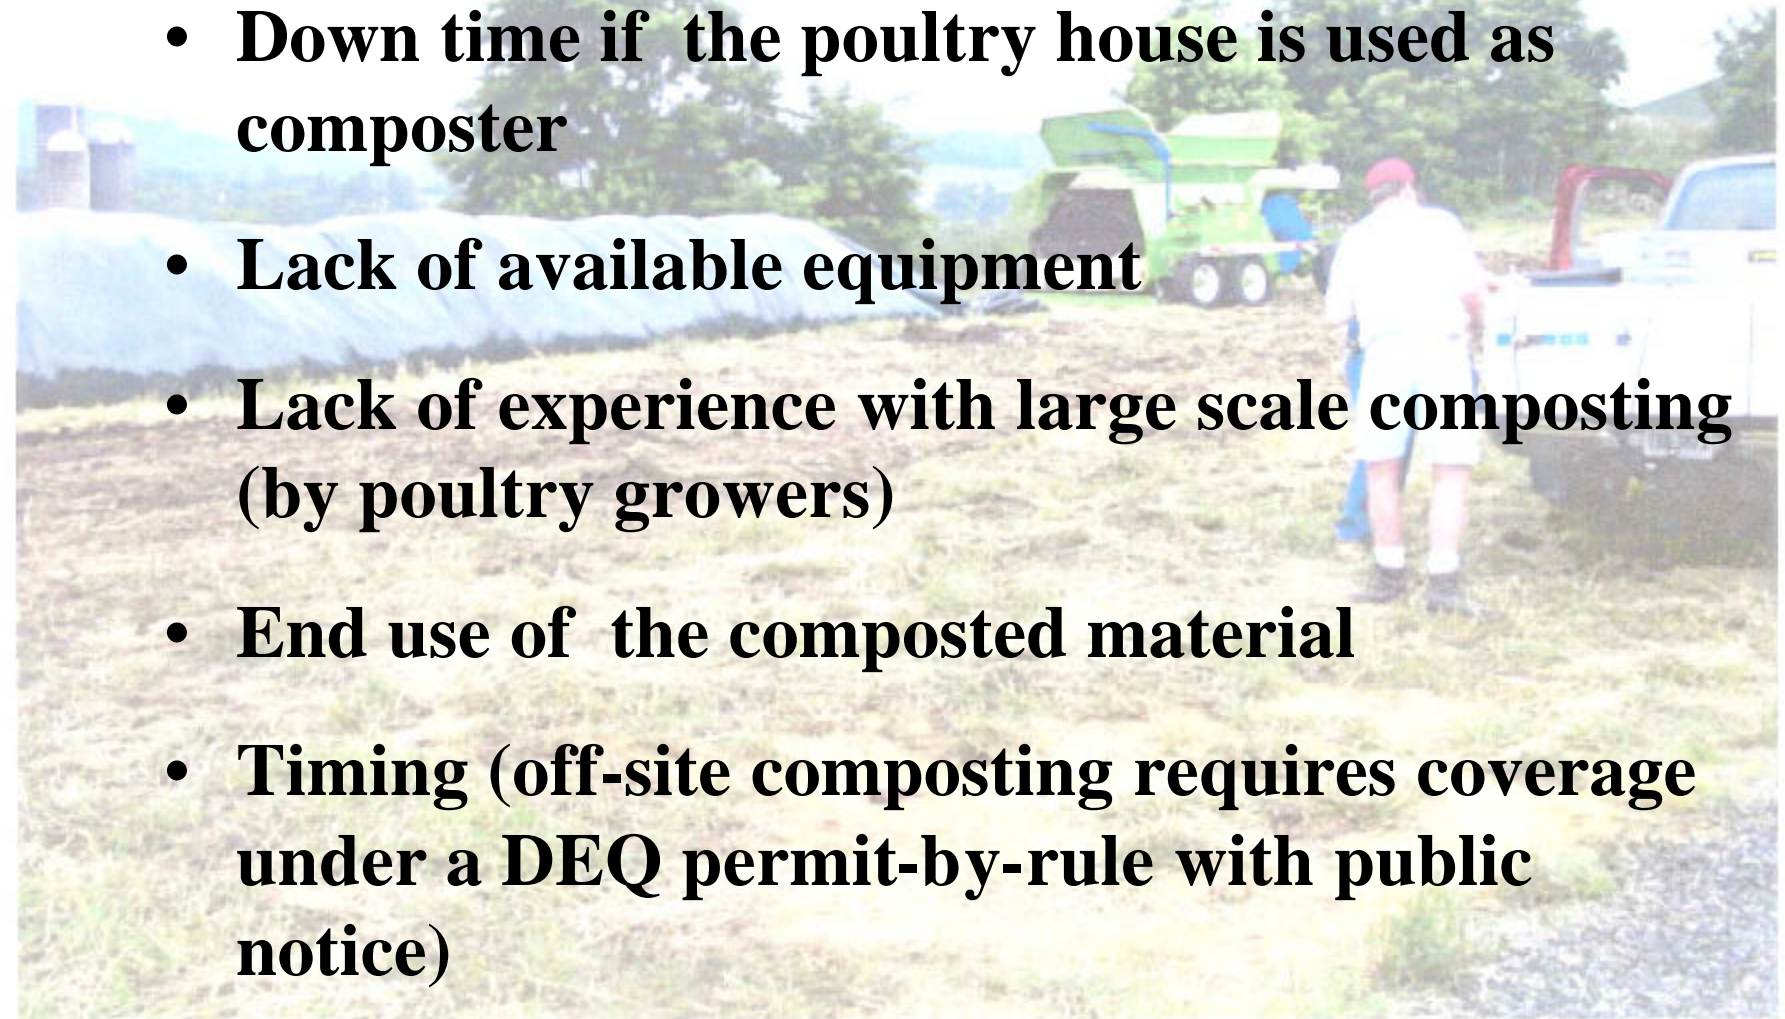 • Down time if  the poultry house is used as
composter
• Lack of available equipment
• Lack of experience with large scale composting
(by poultry growers)
• End use of  the composted material
• Timing (off-site composting requires coverage
under a DEQ permit-by-rule with public
notice)